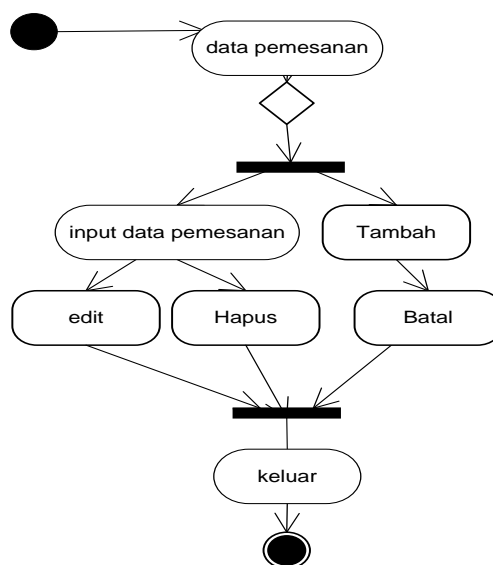 data pemesanan
input data pemesanan
Tambah
edit
Hapus
Batal
keluar